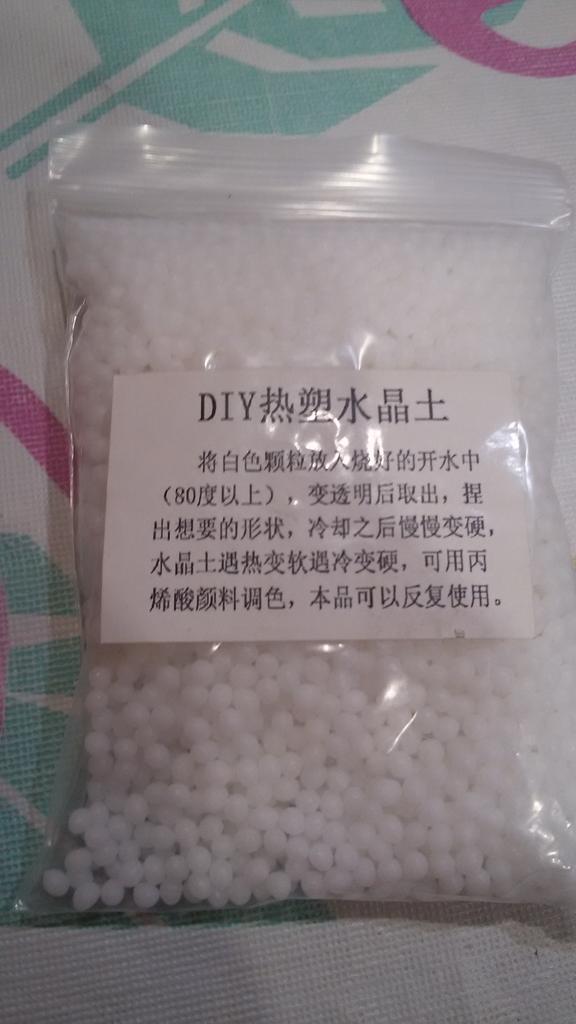 DIY热塑水晶土
将白色颗粒放入烧好的开水中
（80度以上），变透明后取出，捏
出想要的形状，冷却之后慢慢变硬，
水晶土遇热变软遇冷变硬，可用丙
烯酸颜料调色，本品可以反复使用。